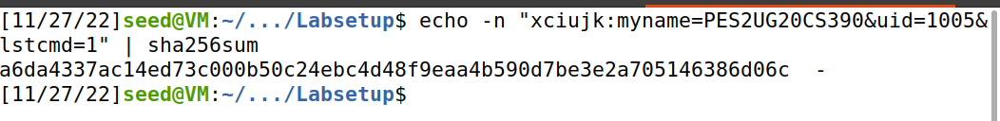 [11/27/22]seed@VM:~/.../Labsetup$ echo -n "xciujk:myname=PES2UG20CS390&uid=1005&
lstcmd=1" | sha256sum
a6da4337ac14ed73c000b50c24ebc4d48f9eaa4b590d7be3e2a705146386d06c  -
[11/27/22]seed@VM:~/.../Labsetup$